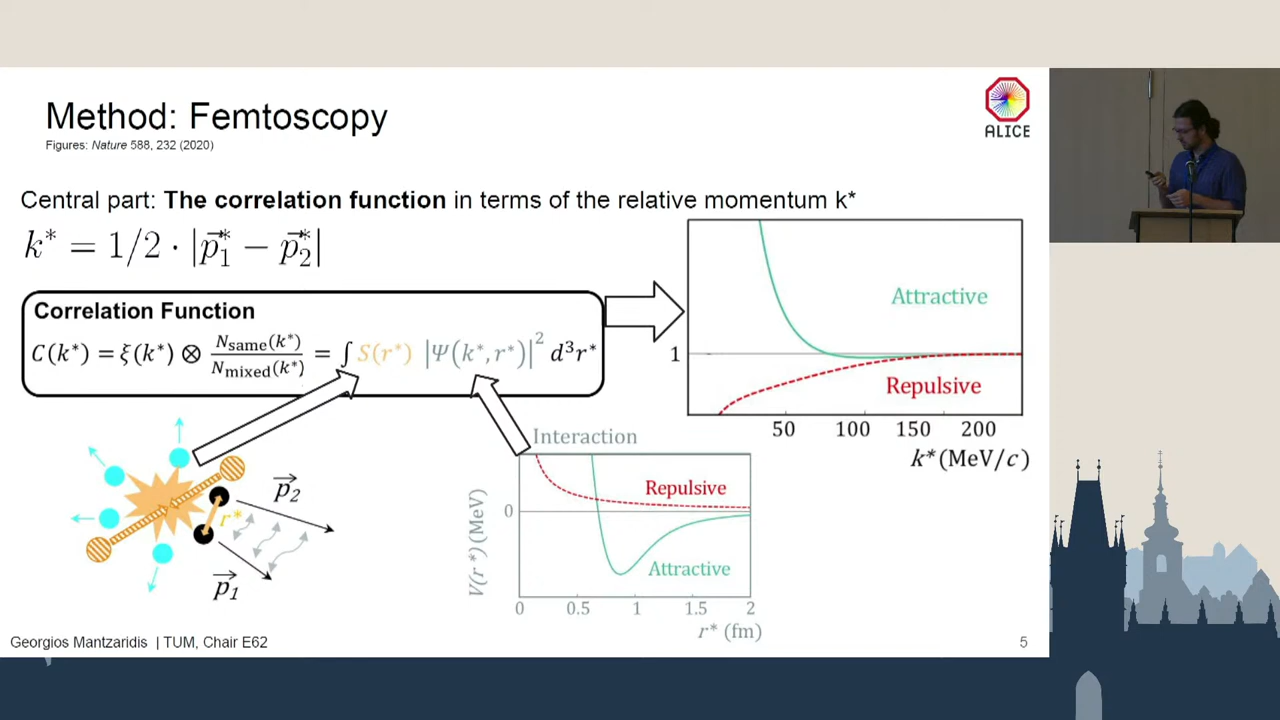 Method: Femtoscopy
Figures: Nature 588, 232 (2020)
ALICE
Central part: The correlation function in terms of the relative momentum k*
k* = 1/2 · |p⃗₁* − p⃗₂*|
Correlation Function
C(k*) = ξ(k*) ⊗ N_same(k*) / N_mixed(k*) = ∫ S(r*) |Ψ(k*, r*)|² d³r*
Attractive
1
Repulsive
50 100 150 200
k* (MeV/c)
p⃗₂
r*
p⃗₁
Interaction
Repulsive
0
V(r*) (MeV)
Attractive
0 0.5 1 1.5 2
r* (fm)
Georgios Mantzaridis | TUM, Chair E62
5